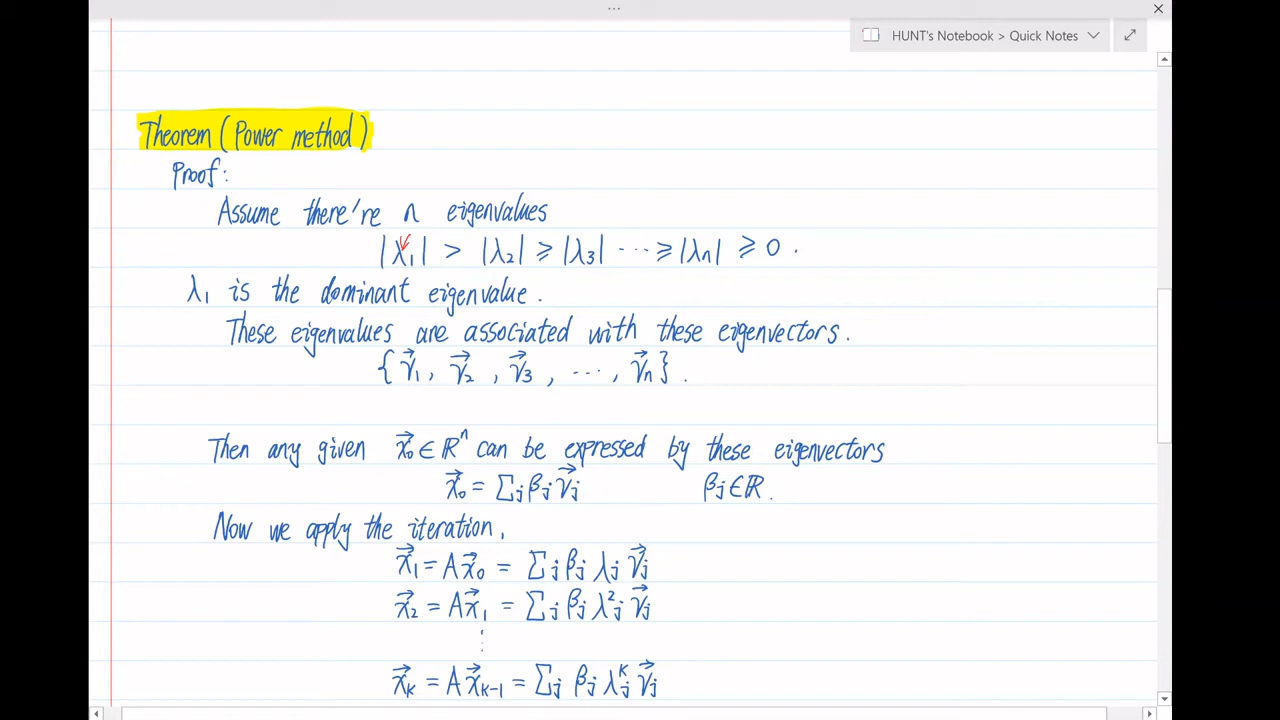 HUNT's Notebook > Quick Notes
Theorem (Power method)
Proof:
Assume there're n eigenvalues
|λ₁| > |λ₂| ⩾ |λ₃| ⋯ ⩾ |λn| ⩾ 0.
λ₁ is the dominant eigenvalue.
These eigenvalues are associated with these eigenvectors.
{v⃗₁, v⃗₂, v⃗₃, ⋯, v⃗n}.
Then any given x⃗₀ ∈ ℝⁿ can be expressed by these eigenvectors
x⃗₀ = Σj βj v⃗j βj ∈ ℝ.
Now we apply the iteration,
x⃗₁ = Ax⃗₀ = Σj βj λj v⃗j
x⃗₂ = Ax⃗₁ = Σj βj λ²j v⃗j
⋮
x⃗k = Ax⃗k-1 = Σj βj λᵏj v⃗j